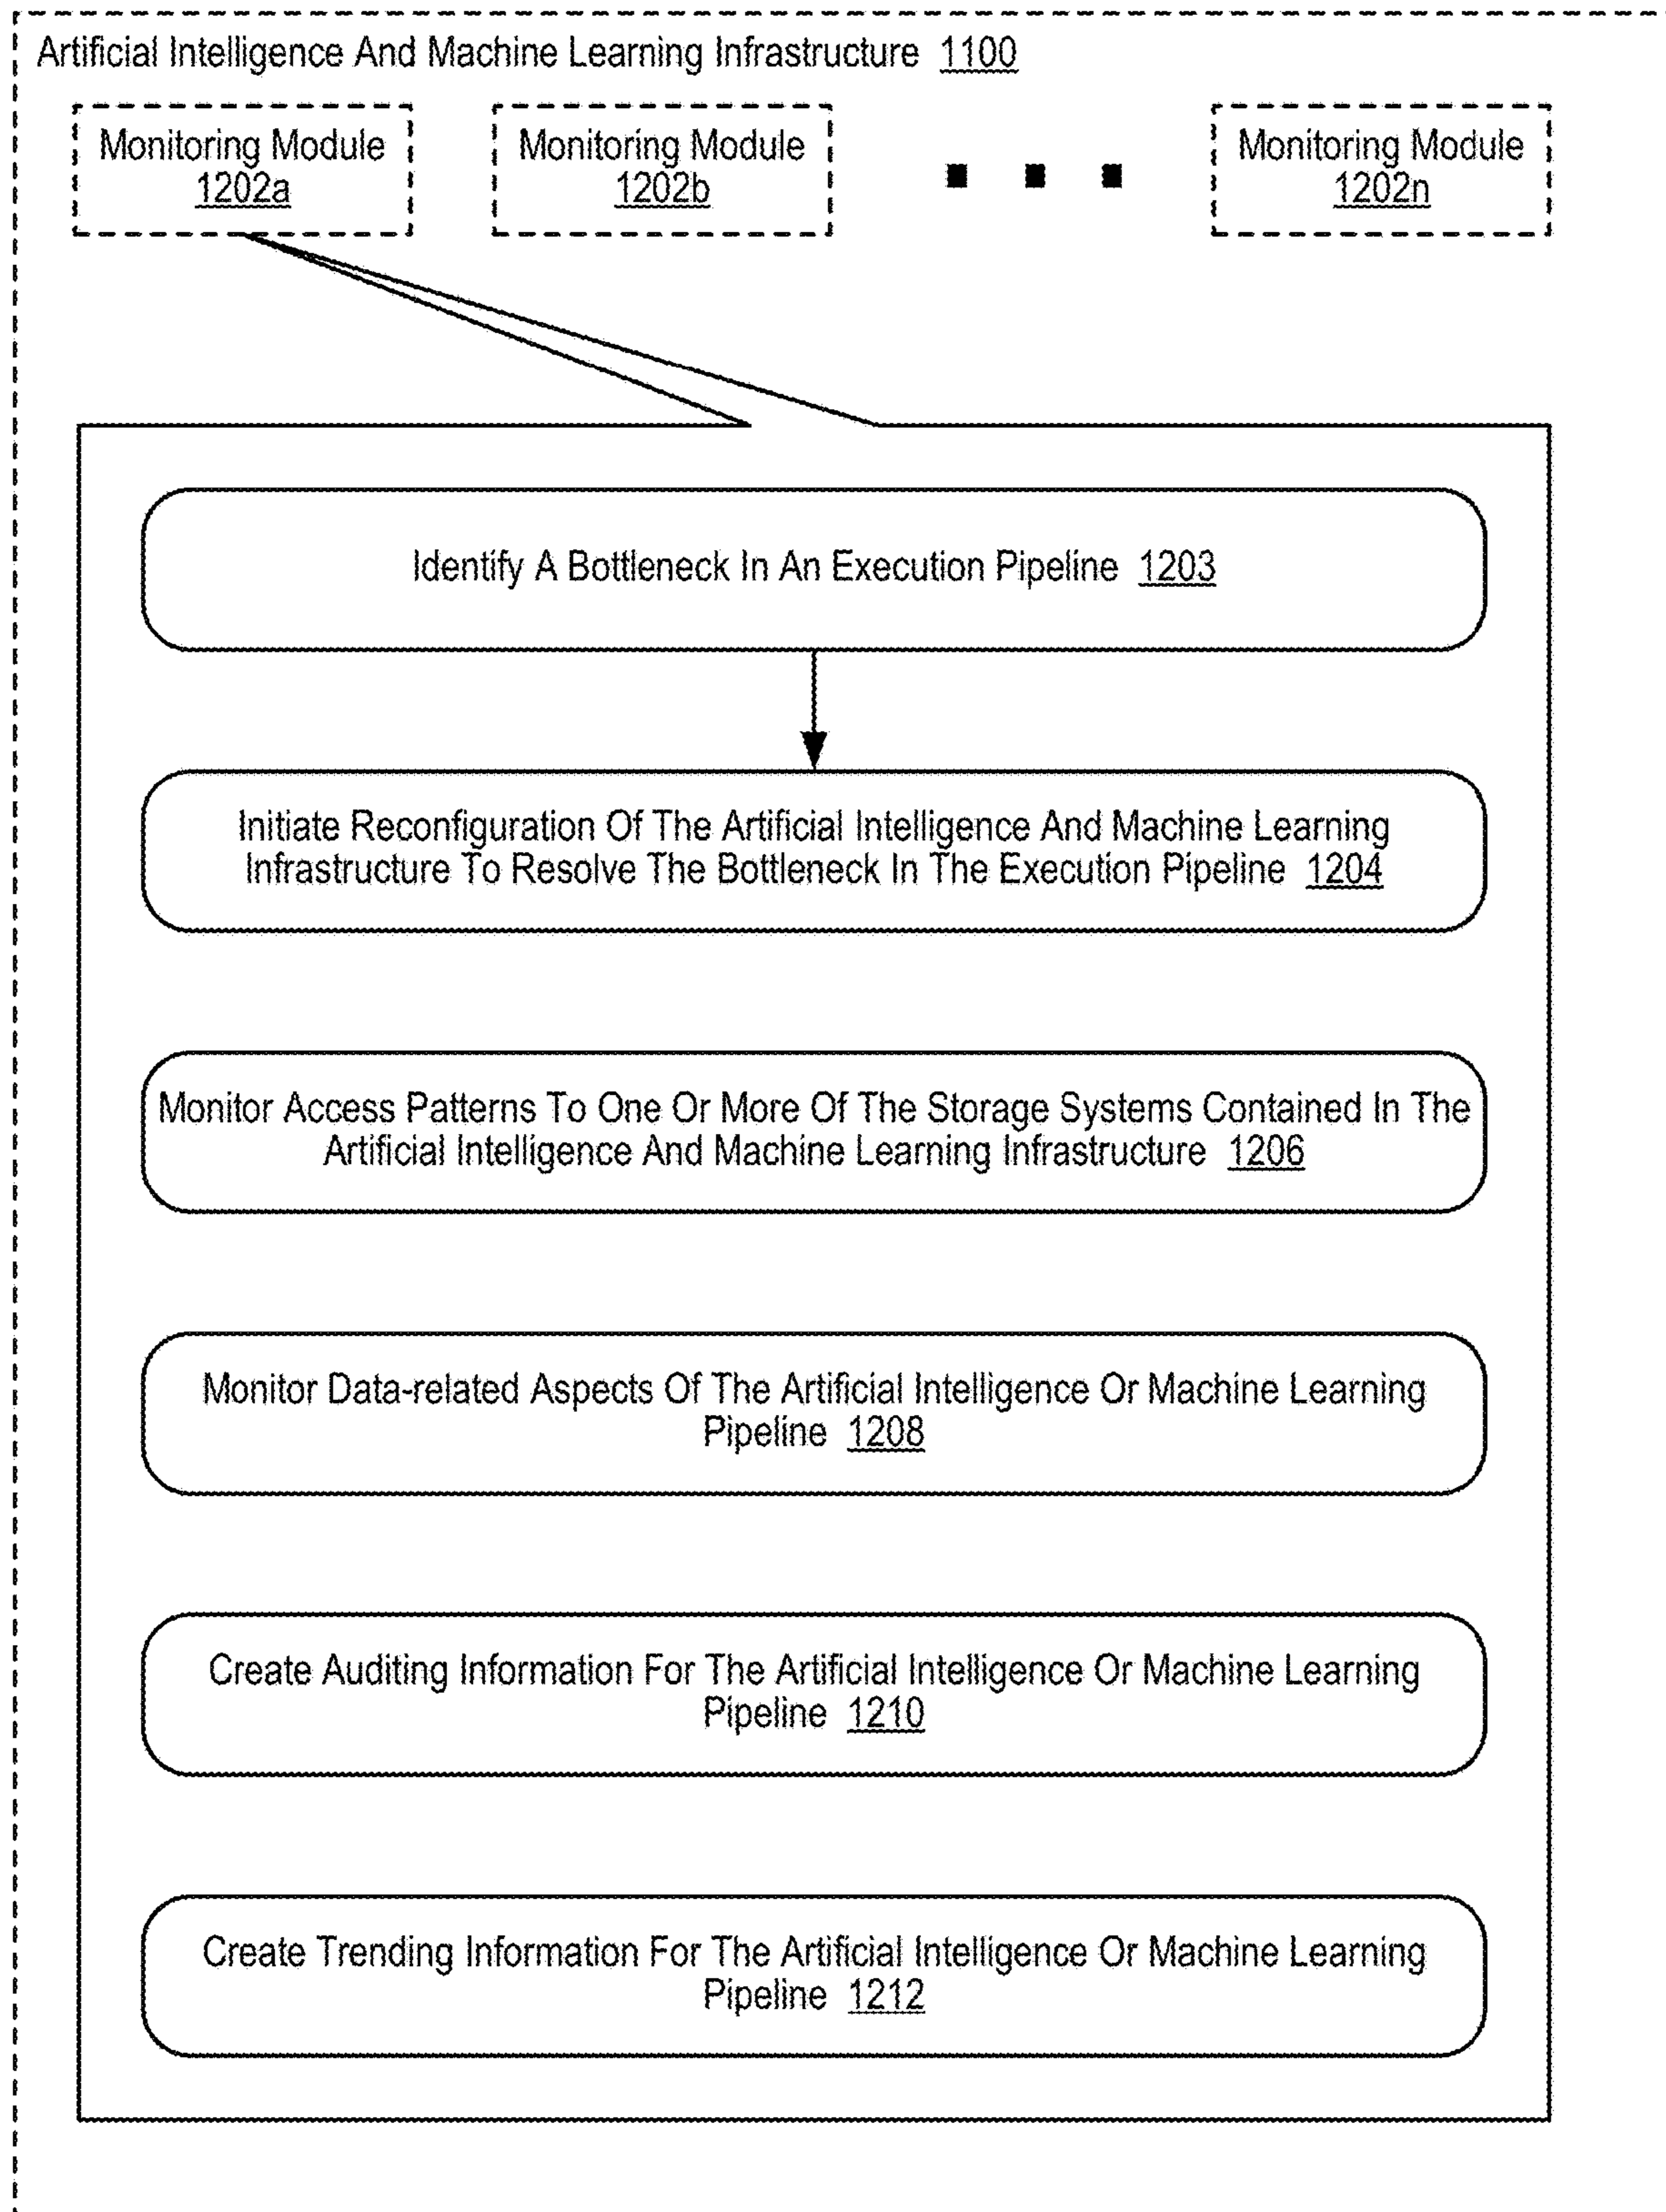 Artificial Intelligence And Machine Learning Infrastructure 1100
Monitoring Module
1202a
Monitoring Module
1202b
Monitoring Module
1202n
Identify A Bottleneck In An Execution Pipeline 1203
Initiate Reconfiguration Of The Artificial Intelligence And Machine Learning
Infrastructure To Resolve The Bottleneck In The Execution Pipeline 1204
Monitor Access Patterns To One Or More Of The Storage Systems Contained In The
Artificial Intelligence And Machine Learning Infrastructure 1206
Monitor Data-related Aspects Of The Artificial Intelligence Or Machine Learning
Pipeline 1208
Create Auditing Information For The Artificial Intelligence Or Machine Learning
Pipeline 1210
Create Trending Information For The Artificial Intelligence Or Machine Learning
Pipeline 1212